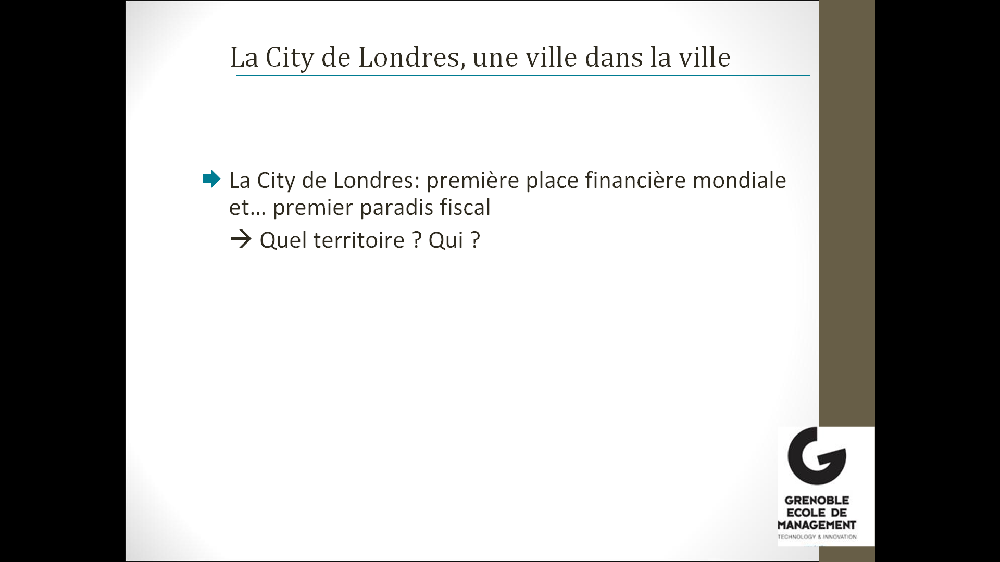 La City de Londres, une ville dans la ville
La City de Londres: première place financière mondiale
et... premier paradis fiscal
→ Quel territoire ? Qui ?
GRENOBLE
ECOLE DE
MANAGEMENT
TECHNOLOGY & INNOVATION